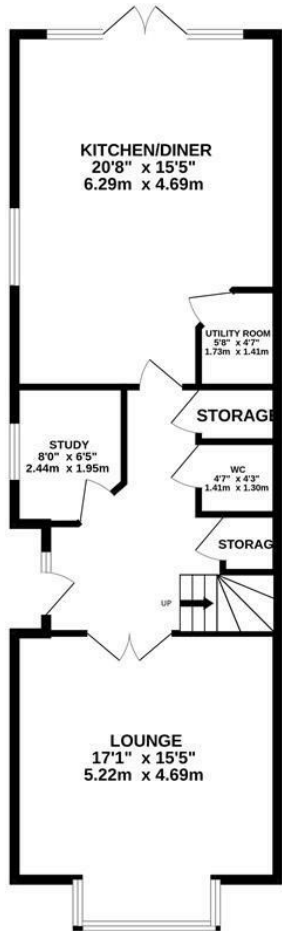 KITCHEN/DINER
20'8" x 15'5"
6.29m x 4.69m
UTILITY ROOM
5'8" x 4'7"
1.73m x 1.41m
STORAGE
STUDY
8'0" x 6'5"
2.44m x 1.95m
WC
4'7" x 4'3"
1.41m x 1.30m
STORAG
UP
LOUNGE
17'1" x 15'5"
5.22m x 4.69m